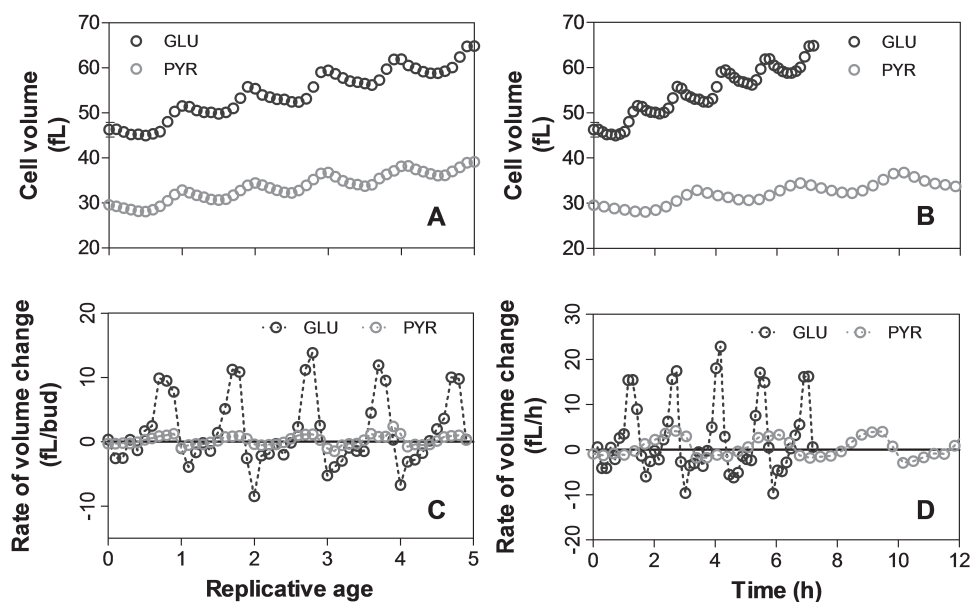 70
60
50
40
30
20
Cell volume
(fL)
GLU
PYR
A
70
60
50
40
30
20
Cell volume
(fL)
GLU
PYR
B
20
10
0
-10
Rate of volume change
(fL/bud)
GLU
PYR
C
0 1 2 3 4 5
Replicative age
30
20
10
0
-10
-20
Rate of volume change
(fL/h)
GLU
PYR
D
0 2 4 6 8 10 12
Time (h)